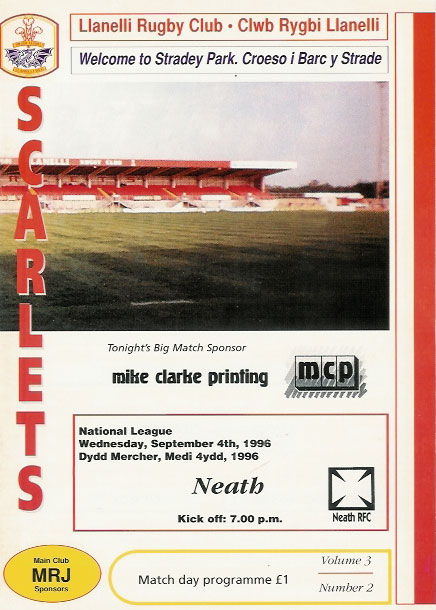 Llanelli Rugby Club · Clwb Rygbi Llanelli
Welcome to Stradey Park. Croeso i Barc y Strade
SCARLETS
Tonight's Big Match Sponsor
mike clarke printing
mcp
National League
Wednesday, September 4th, 1996
Dydd Mercher, Medi 4ydd, 1996
Neath
Kick off: 7.00 p.m.
Neath RFC
Main Club
MRJ
Sponsors
Match day programme £1
Volume 3
Number 2